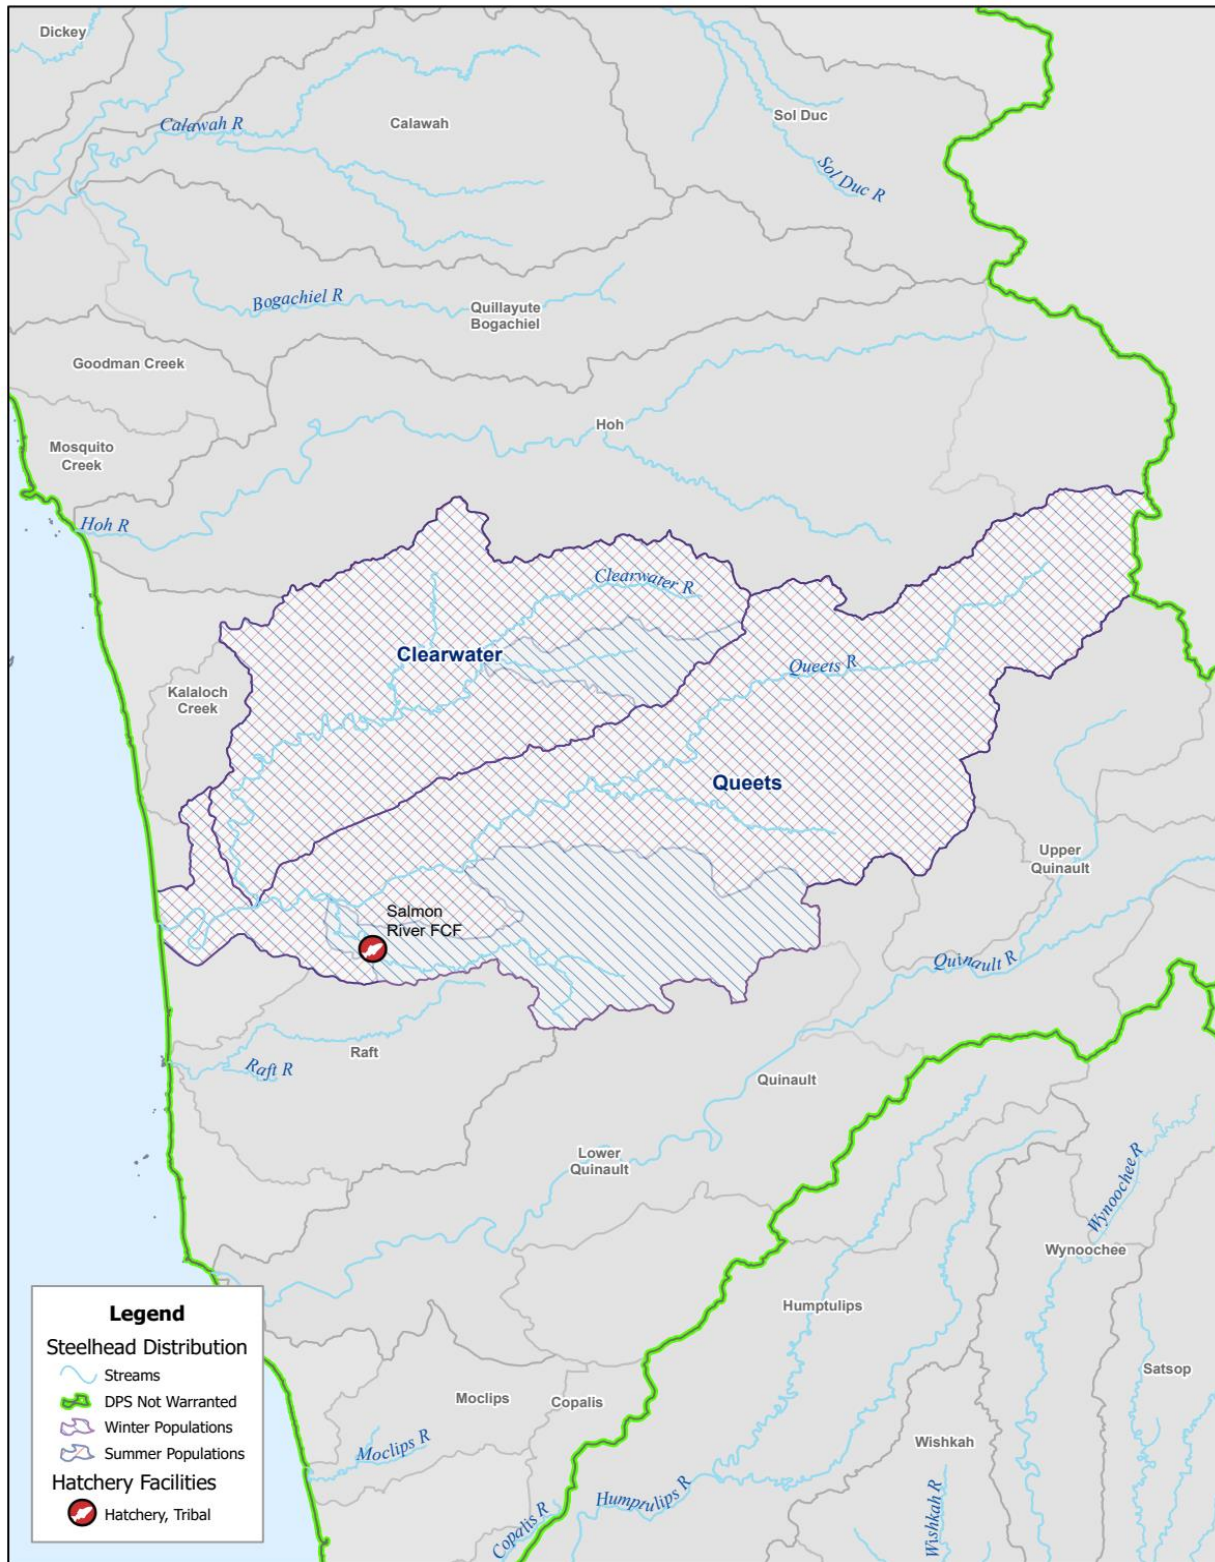 Dickey
Calawah R
Calawah
Sol Duc
Sol Duc R
Bogachiel R
Quillayute
Bogachiel
Goodman Creek
Hoh
Mosquito
Creek
Hoh R
Clearwater R
Clearwater
Queets R
Kalaloch
Creek
Queets
Upper
Quinault
Salmon
River FCF
Quinault R
Raft
Raft R
Quinault
Lower
Quinault
Wynoochee R
Wynoochee
Humptulips
Satsop
Moclips
Copalis
Wishkah
Moclips R
Humptulips R
Copalis R
Wishkah R
Legend
Steelhead Distribution
Streams
DPS Not Warranted
Winter Populations
Summer Populations
Hatchery Facilities
Hatchery, Tribal